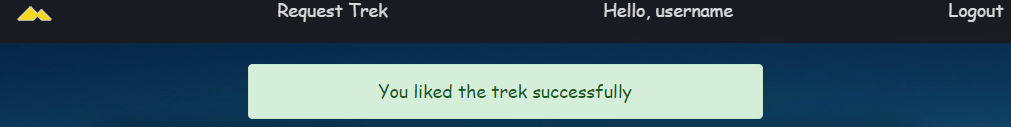 Request Trek Hello, username Logout
You liked the trek successfully